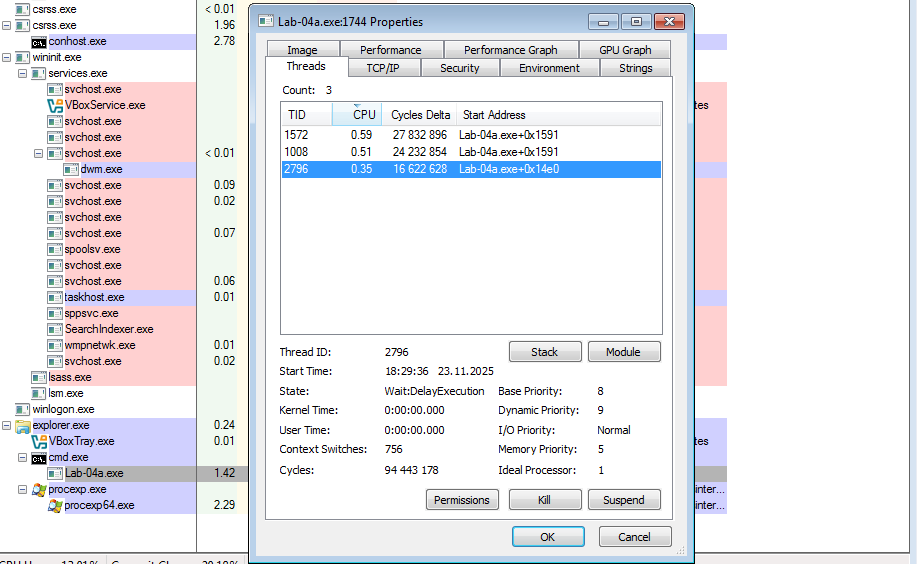 csrss.exe < 0.01
csrss.exe 1.96
conhost.exe 2.78
wininit.exe
services.exe
svchost.exe
VBoxService.exe
svchost.exe
svchost.exe
svchost.exe < 0.01
dwm.exe
svchost.exe 0.09
svchost.exe 0.02
svchost.exe
svchost.exe 0.07
spoolsv.exe
svchost.exe
svchost.exe 0.06
taskhost.exe 0.01
sppsvc.exe
SearchIndexer.exe
wmpnetwk.exe 0.01
svchost.exe 0.02
lsass.exe
lsm.exe
winlogon.exe
explorer.exe 0.24
VBoxTray.exe 0.01
cmd.exe
Lab-04a.exe 1.42
procexp.exe
procexp64.exe 2.29
Lab-04a.exe:1744 Properties
Image Performance Performance Graph GPU Graph
Threads TCP/IP Security Environment Strings
Count: 3
TID CPU Cycles Delta Start Address
1572 0.59 27 832 896 Lab-04a.exe+0x1591
1008 0.51 24 232 854 Lab-04a.exe+0x1591
2796 0.35 16 622 628 Lab-04a.exe+0x14e0
Thread ID: 2796 Stack Module
Start Time: 18:29:36 23.11.2025
State: Wait:DelayExecution Base Priority: 8
Kernel Time: 0:00:00.000 Dynamic Priority: 9
User Time: 0:00:00.000 I/O Priority: Normal
Context Switches: 756 Memory Priority: 5
Cycles: 94 443 178 Ideal Processor: 1
Permissions Kill Suspend
OK Cancel